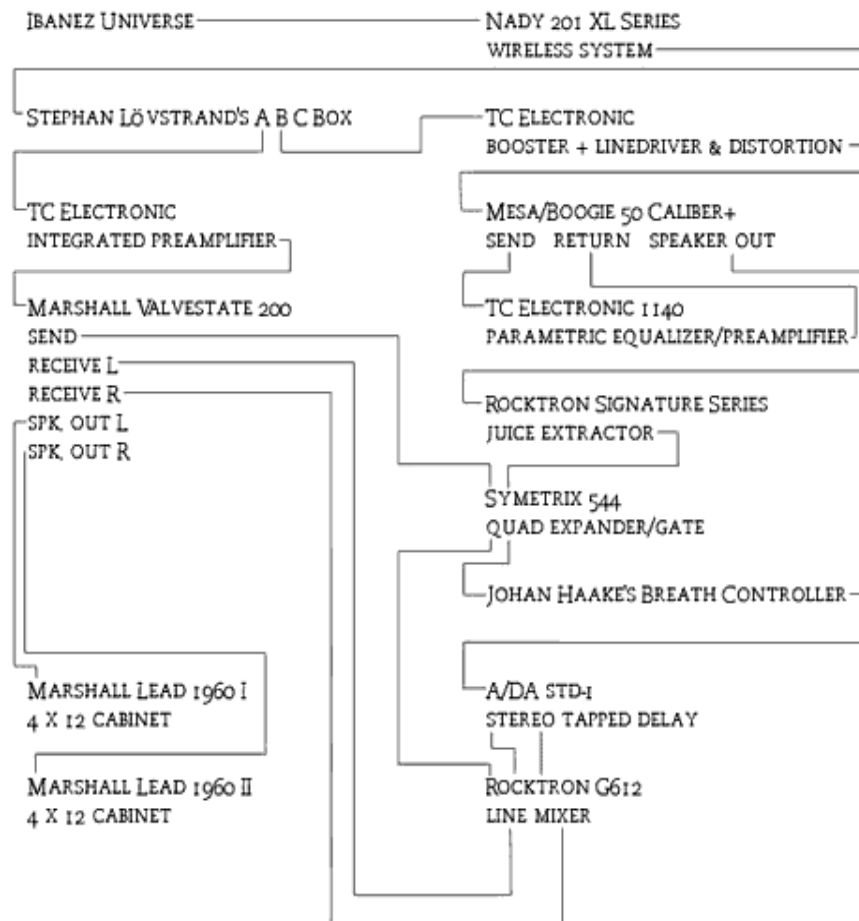 Ibanez Universe
Nady 201 XL Series
wireless system
Stephan Lövstrand's A B C Box
TC Electronic
booster + linedriver & distortion
TC Electronic
integrated preamplifier
Mesa/Boogie 50 Caliber+
send return speaker out
Marshall Valvestate 200
send
receive L
receive R
spk. out L
spk. out R
TC Electronic 1140
parametric equalizer/preamplifier
Rocktron Signature Series
juice extractor
Symetrix 544
quad expander/gate
Johan Haake's Breath Controller
Marshall Lead 1960 I
4 x 12 cabinet
A/DA STD-1
stereo tapped delay
Marshall Lead 1960 II
4 x 12 cabinet
Rocktron G612
line mixer